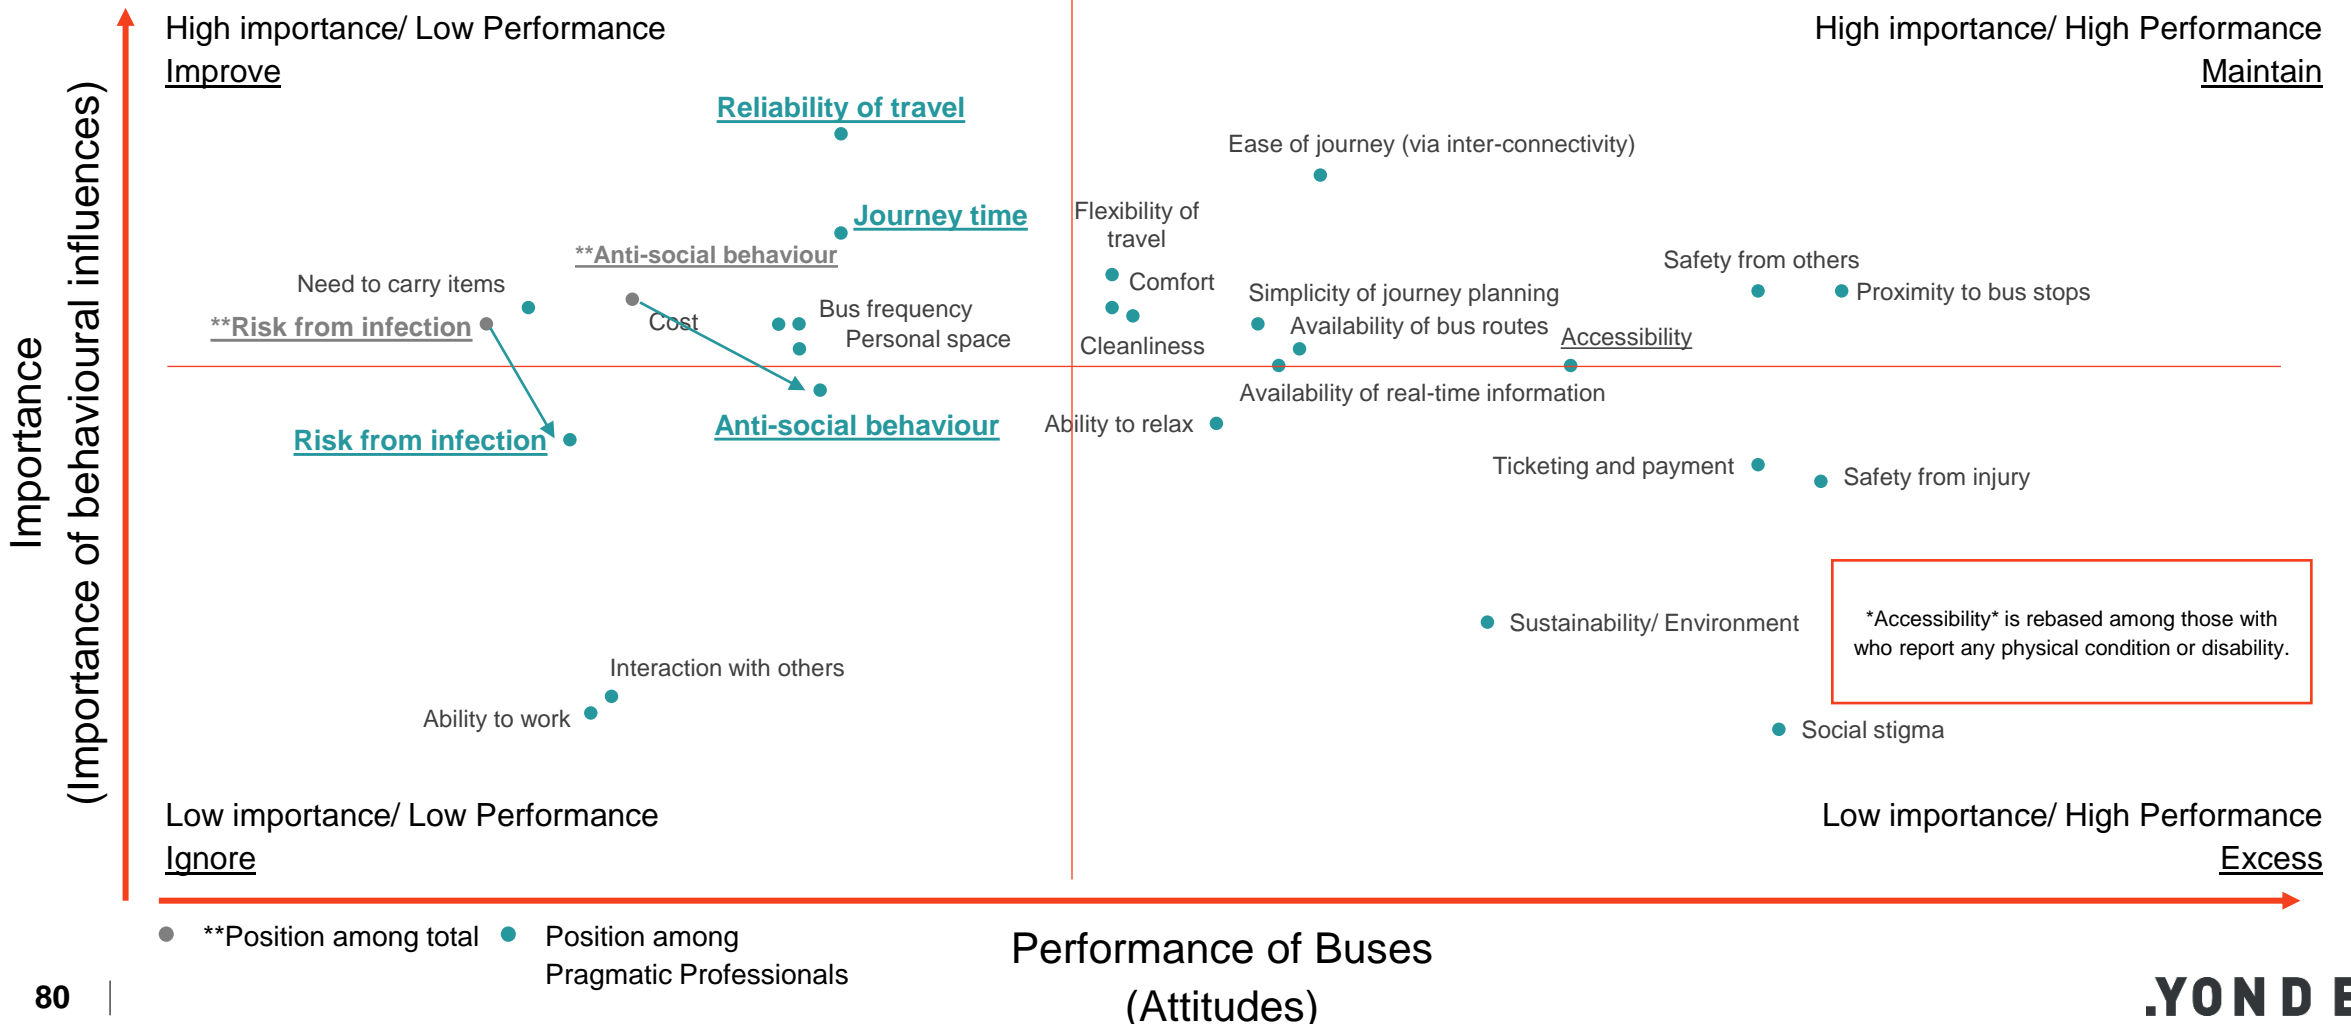 High importance/ Low Performance
Improve
High importance/ High Performance
Maintain
Importance
(Importance of behavioural influences)
Reliability of travel
Ease of journey (via inter-connectivity)
Journey time
Flexibility of
travel
**Anti-social behaviour
Safety from others
Need to carry items
Comfort
Simplicity of journey planning
Proximity to bus stops
**Risk from infection
Cost
Bus frequency
Availability of bus routes
Personal space
Cleanliness
Accessibility
Availability of real-time information
Risk from infection
Anti-social behaviour
Ability to relax
Ticketing and payment
Safety from injury
Sustainability/ Environment
*Accessibility* is rebased among those with
who report any physical condition or disability.
Interaction with others
Ability to work
Social stigma
Low importance/ Low Performance
Ignore
Low importance/ High Performance
Excess
**Position among total
Position among
Pragmatic Professionals
Performance of Buses
(Attitudes)
80
.YONDE